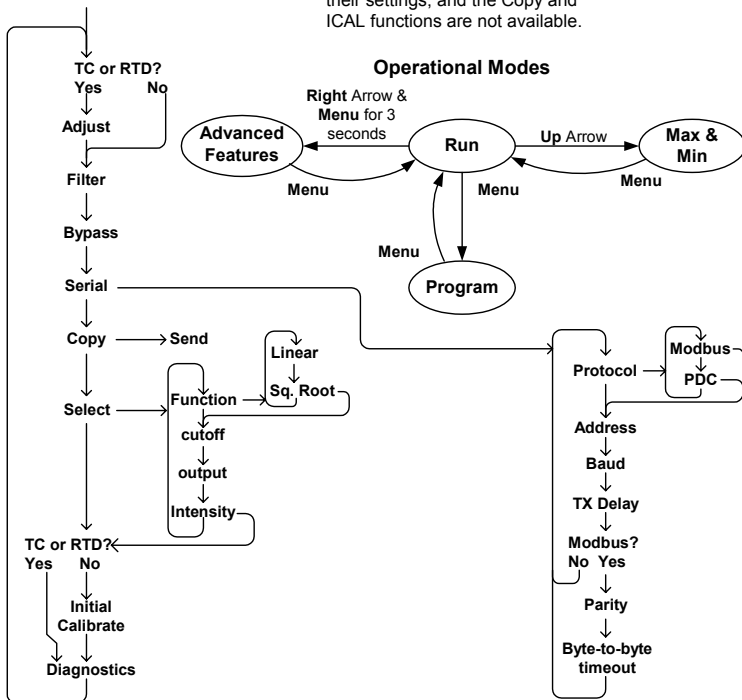 their settings, and the Copy and
ICAL functions are not available.
Operational Modes
TC or RTD?
Yes No
Adjust
Filter
Bypass
Serial
Copy
Send
Select
Function
Linear
Sq. Root
cutoff
output
Intensity
TC or RTD?
Yes No
Initial
Calibrate
Diagnostics
Right Arrow &
Menu for 3
seconds
Advanced
Features
Menu
Run
Up Arrow
Max &
Min
Menu
Menu
Menu
Program
Protocol
Modbus
PDC
Address
Baud
TX Delay
Modbus?
No Yes
Parity
Byte-to-byte
timeout